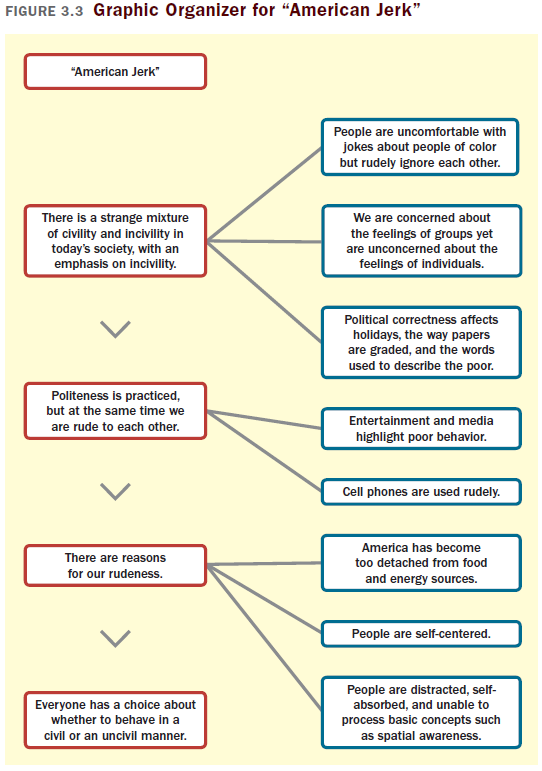 FIGURE 3.3 Graphic Organizer for “American Jerk”
“American Jerk”
People are uncomfortable with
jokes about people of color
but rudely ignore each other.
There is a strange mixture
of civility and incivility in
today’s society, with an
emphasis on incivility.
We are concerned about
the feelings of groups yet
are unconcerned about the
feelings of individuals.
Political correctness affects
holidays, the way papers
are graded, and the words
used to describe the poor.
Politeness is practiced,
but at the same time we
are rude to each other.
Entertainment and media
highlight poor behavior.
Cell phones are used rudely.
There are reasons
for our rudeness.
America has become
too detached from food
and energy sources.
People are self-centered.
People are distracted, self-
absorbed, and unable to
process basic concepts such
as spatial awareness.
Everyone has a choice about
whether to behave in a
civil or an uncivil manner.